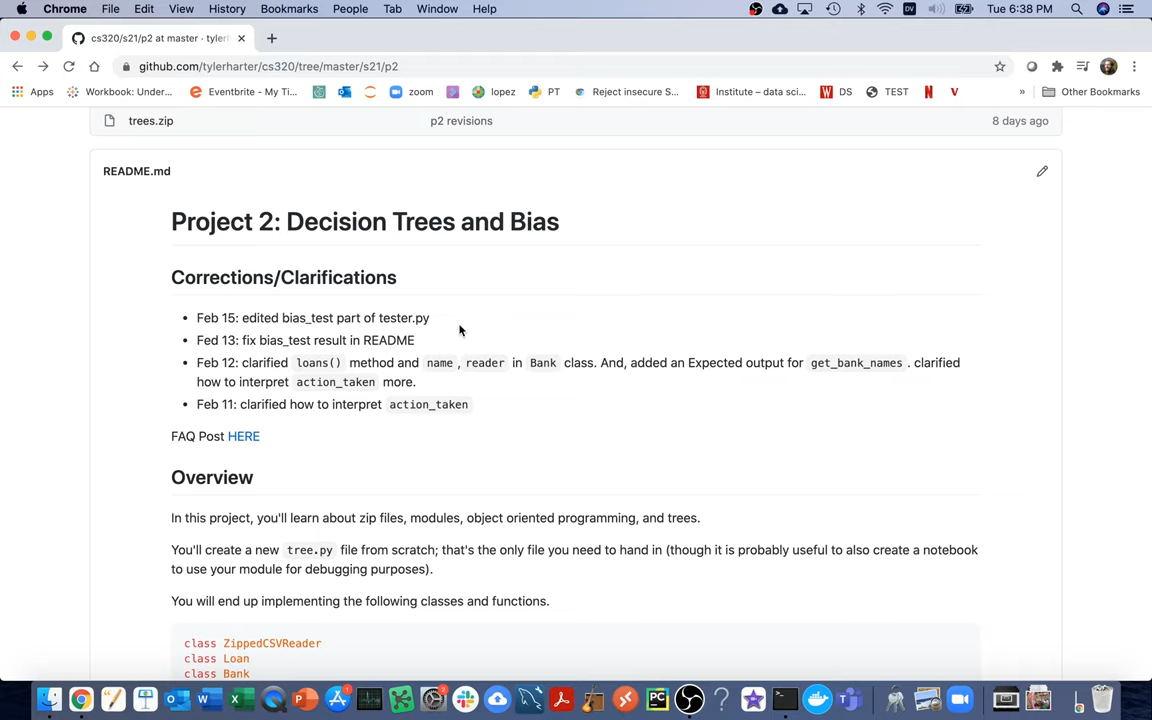 Chrome File Edit View History Bookmarks People Tab Window Help DV Tue 6:38 PM
cs320/s21/p2 at master · tyler
github.com/tylerharter/cs320/tree/master/s21/p2
Apps Workbook: Under... Eventbrite - My Ti... zoom lopez PT Reject insecure S... Institute – data sci... DS TEST » Other Bookmarks
trees.zip p2 revisions 8 days ago
README.md
Project 2: Decision Trees and Bias
Corrections/Clarifications
• Feb 15: edited bias_test part of tester.py
• Fed 13: fix bias_test result in README
• Feb 12: clarified loans() method and name , reader in Bank class. And, added an Expected output for get_bank_names . clarified
how to interpret action_taken more.
• Feb 11: clarified how to interpret action_taken
FAQ Post HERE
Overview
In this project, you'll learn about zip files, modules, object oriented programming, and trees.
You'll create a new tree.py file from scratch; that's the only file you need to hand in (though it is probably useful to also create a notebook
to use your module for debugging purposes).
You will end up implementing the following classes and functions.
class ZippedCSVReader
class Loan
class Bank